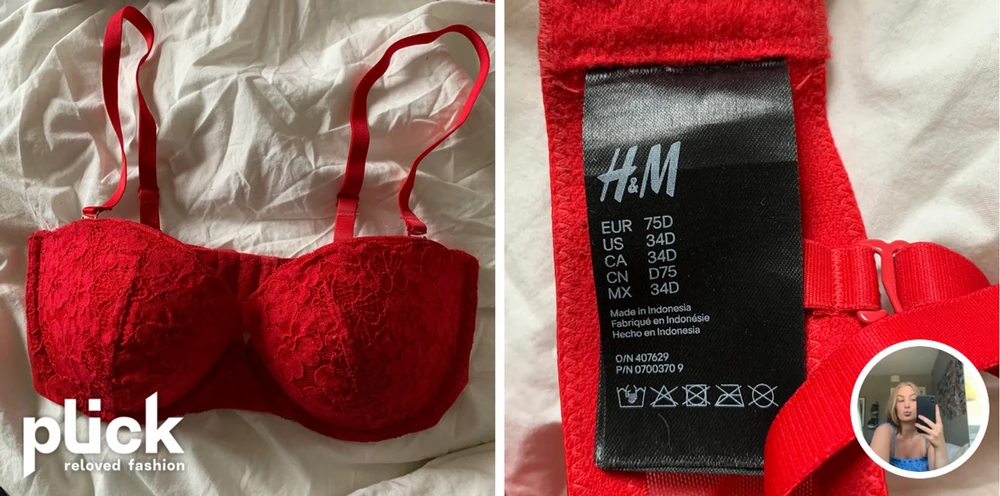 plick
reloved fashion
H&M
EUR 75D
US 34D
CA 34D
CN D75
MX 34D
Made in Indonesia
Fabriqué en Indonésie
Hecho en Indonesia
O/N 407629
P/N 0700370 9